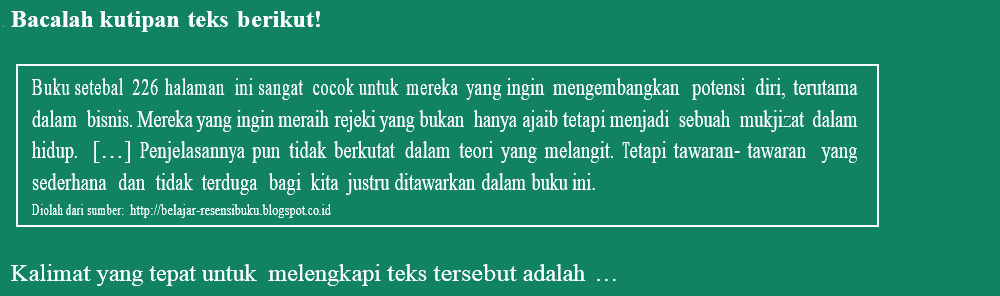 Bacalah kutipan teks berikut!
Buku setebal 226 halaman ini sangat cocok untuk mereka yang ingin mengembangkan potensi diri, terutama
dalam bisnis. Mereka yang ingin meraih rejeki yang bukan hanya ajaib tetapi menjadi sebuah mukjizat dalam
hidup. […] Penjelasannya pun tidak berkutat dalam teori yang melangit. Tetapi tawaran- tawaran yang
sederhana dan tidak terduga bagi kita justru ditawarkan dalam buku ini.
Diolah dari sumber: http://belajar-resensibuku.blogspot.co.id
Kalimat yang tepat untuk melengkapi teks tersebut adalah …